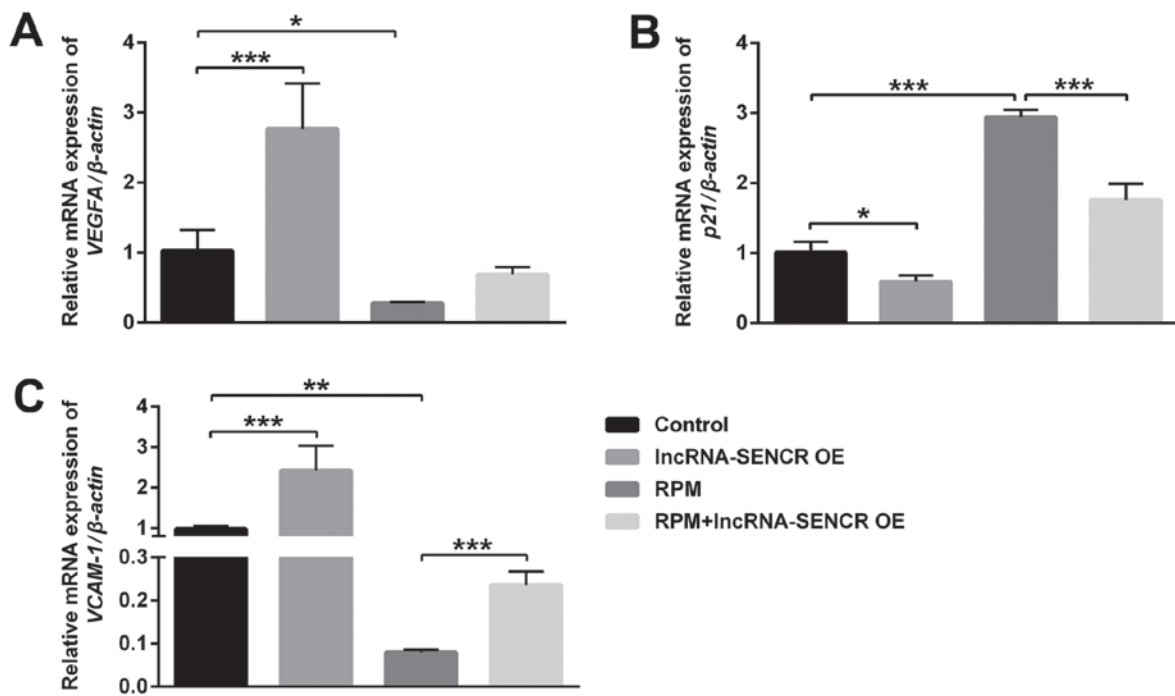 A
Relative mRNA expression of
VEGFA/β-actin
4
3
2
1
0
*
***
B
Relative mRNA expression of
p21/β-actin
4
3
2
1
0
***
***
*
C
Relative mRNA expression of
VCAM-1/β-actin
4
3
2
1
0.3
0.2
0.1
0.0
**
***
***
Control
lncRNA-SENCR OE
RPM
RPM+lncRNA-SENCR OE